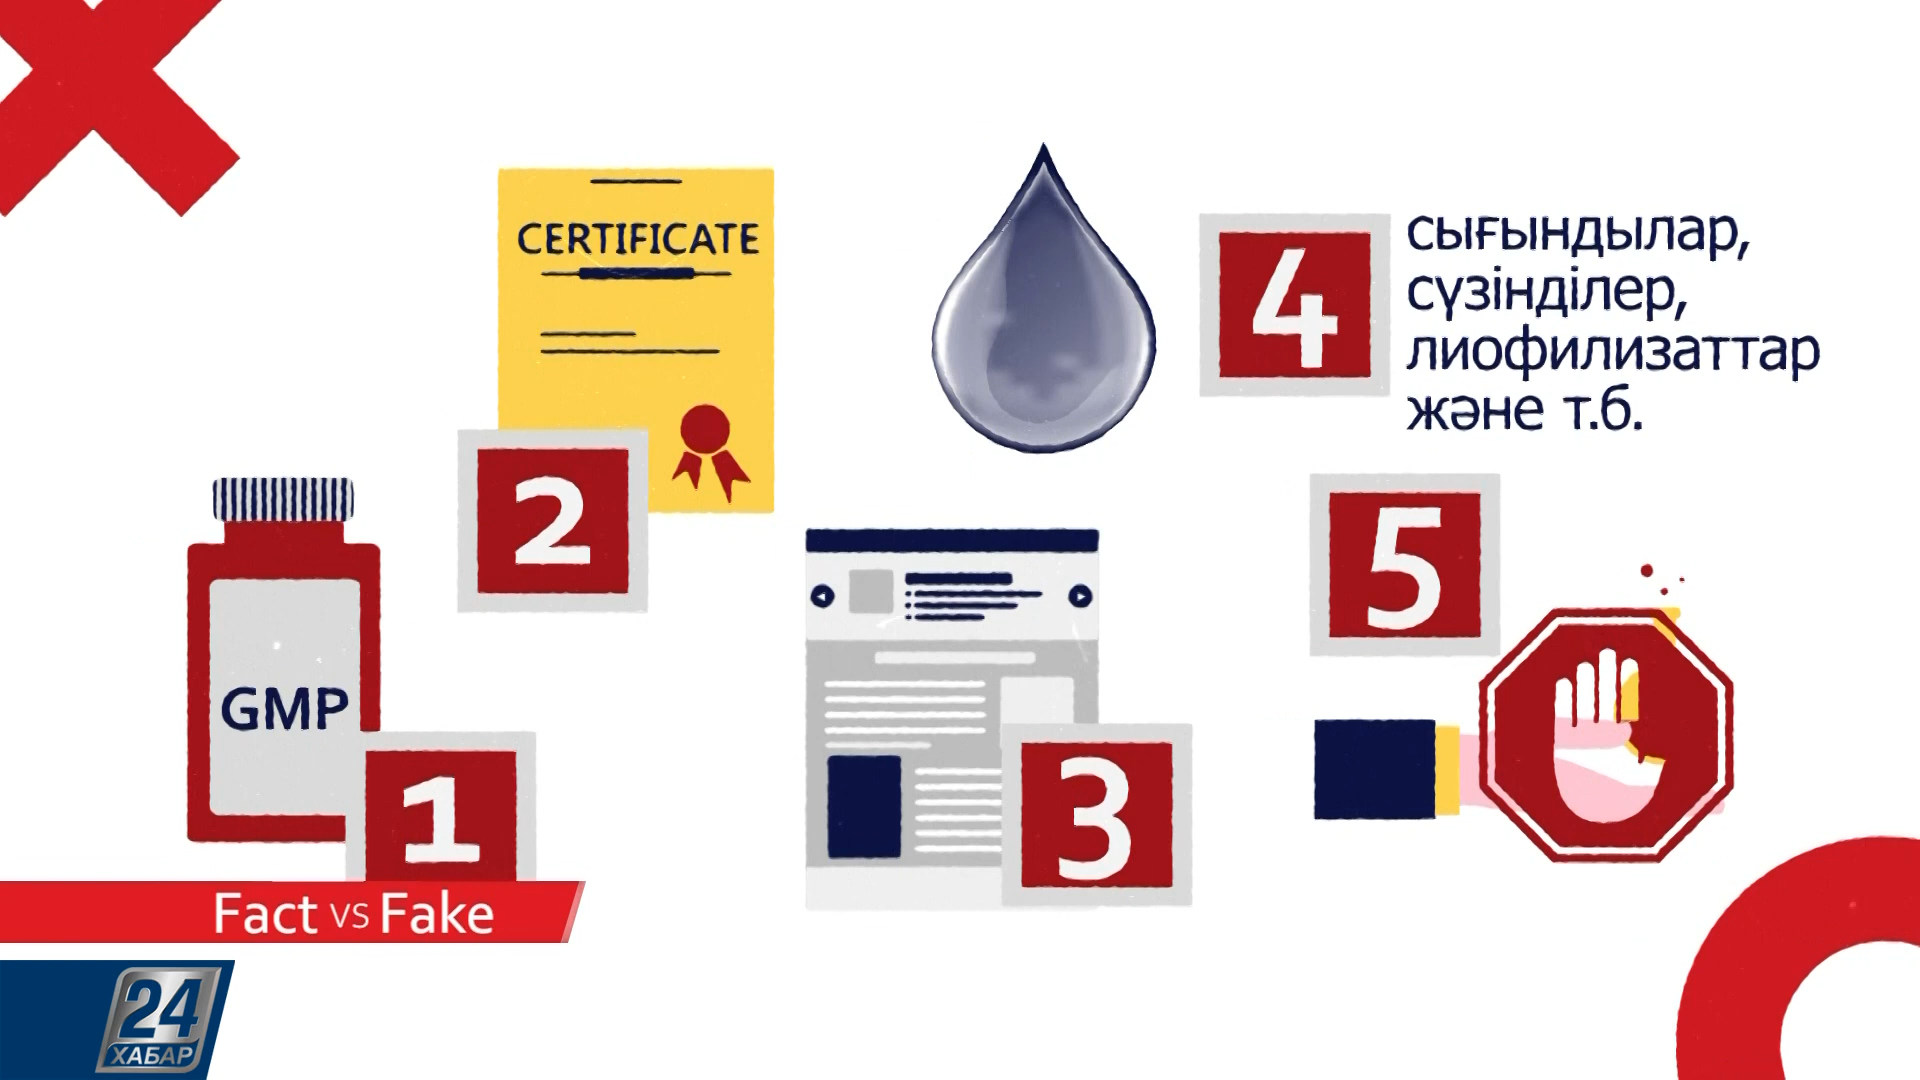 CERTIFICATE
2
4
сығындылар,
сүзінділер,
лиофилизаттар
және т.б.
5
GMP
1
3
Fact vs Fake
24
ХАБАР